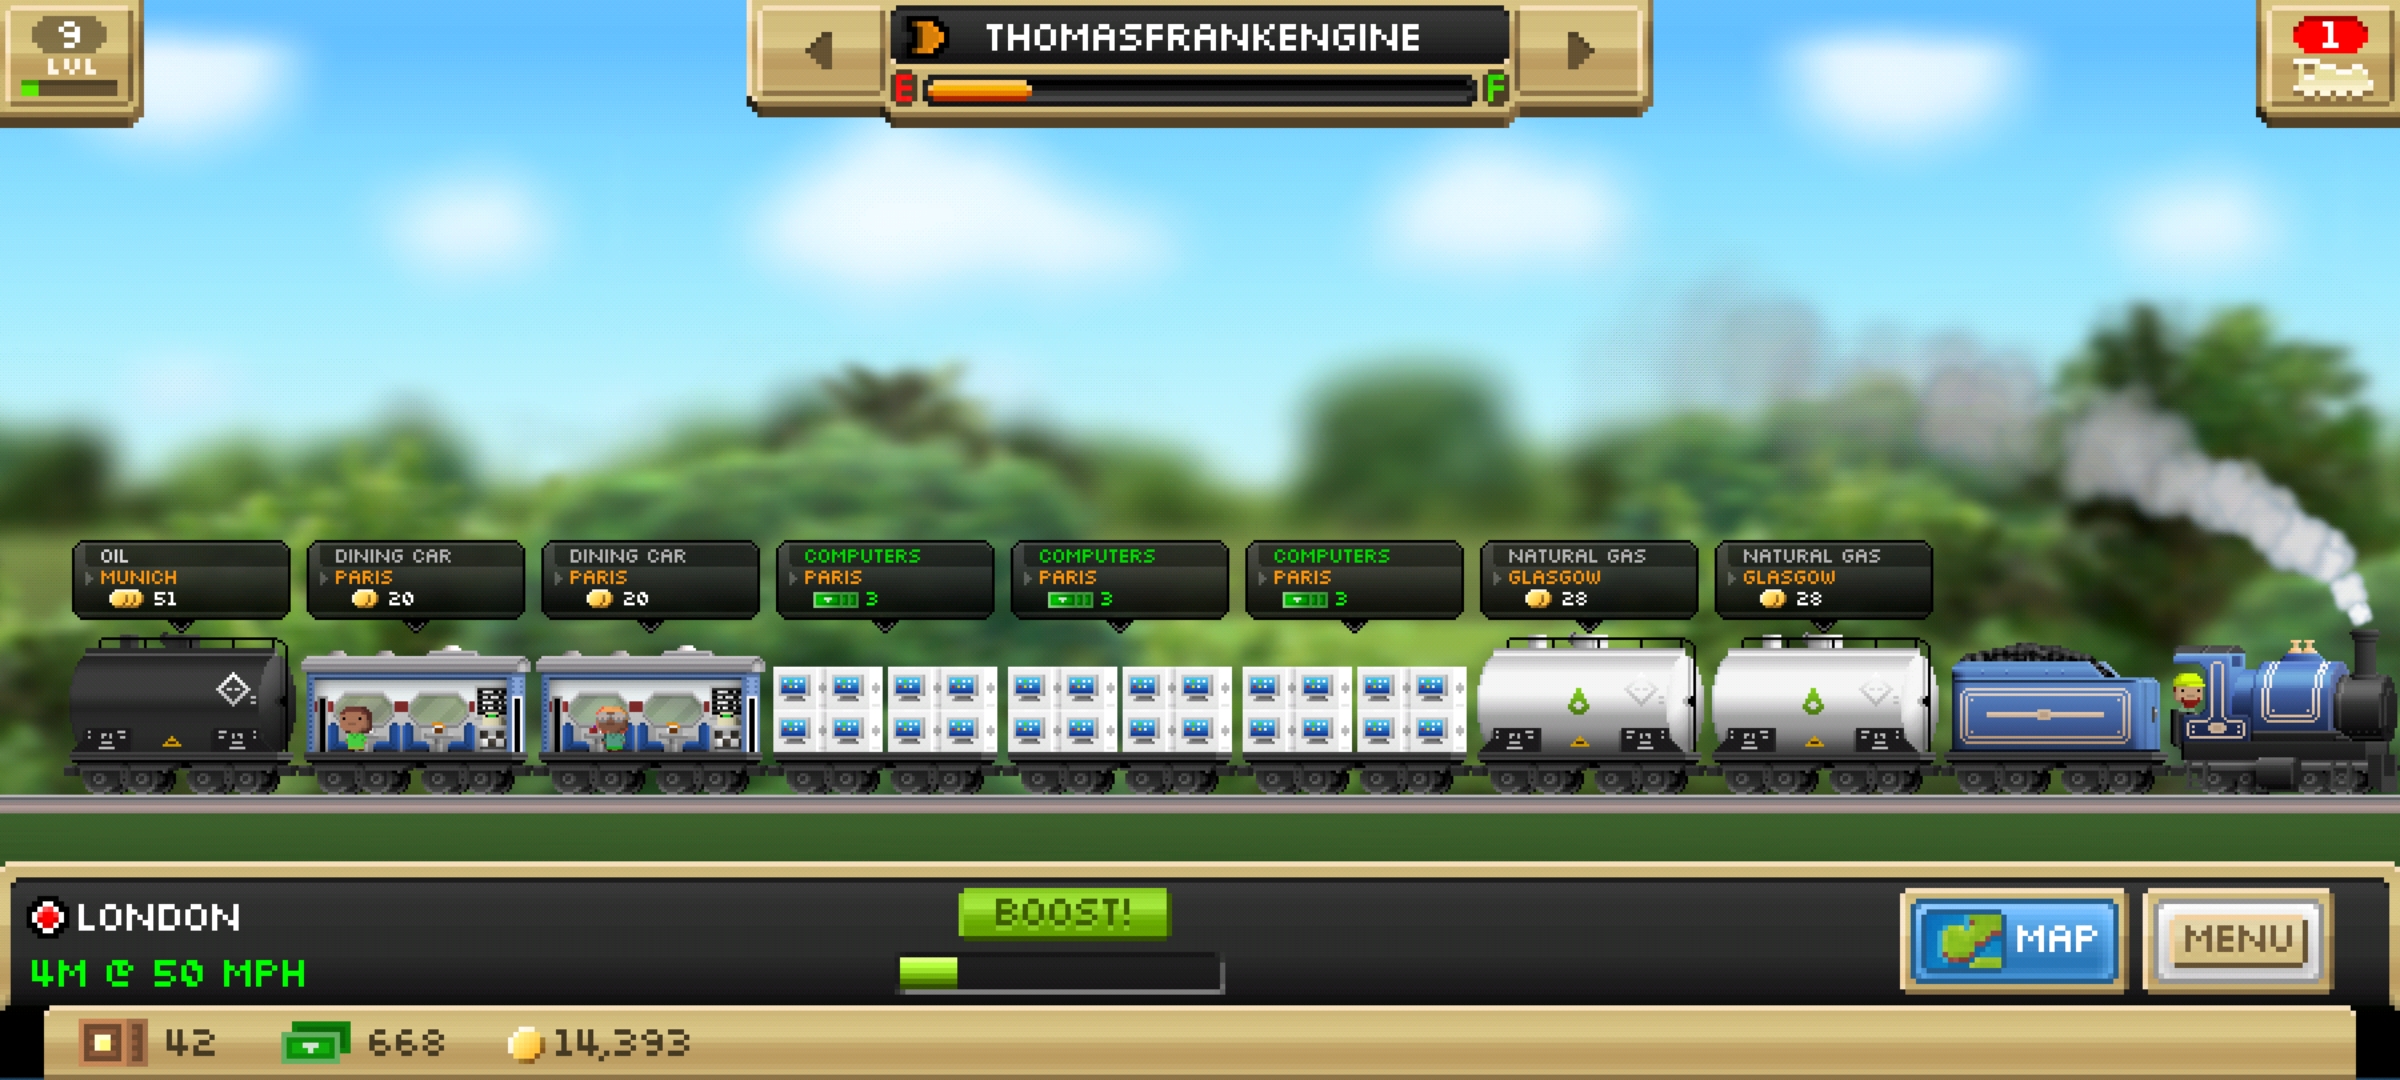 9
LVL
THOMASFRANKENGINE
E F
1
OIL
MUNICH
51
DINING CAR
PARIS
20
DINING CAR
PARIS
20
COMPUTERS
PARIS
3
COMPUTERS
PARIS
3
COMPUTERS
PARIS
3
NATURAL GAS
GLASGOW
28
NATURAL GAS
GLASGOW
28
LONDON
4M @ 50 MPH
BOOST!
MAP
MENU
42
668
14,393